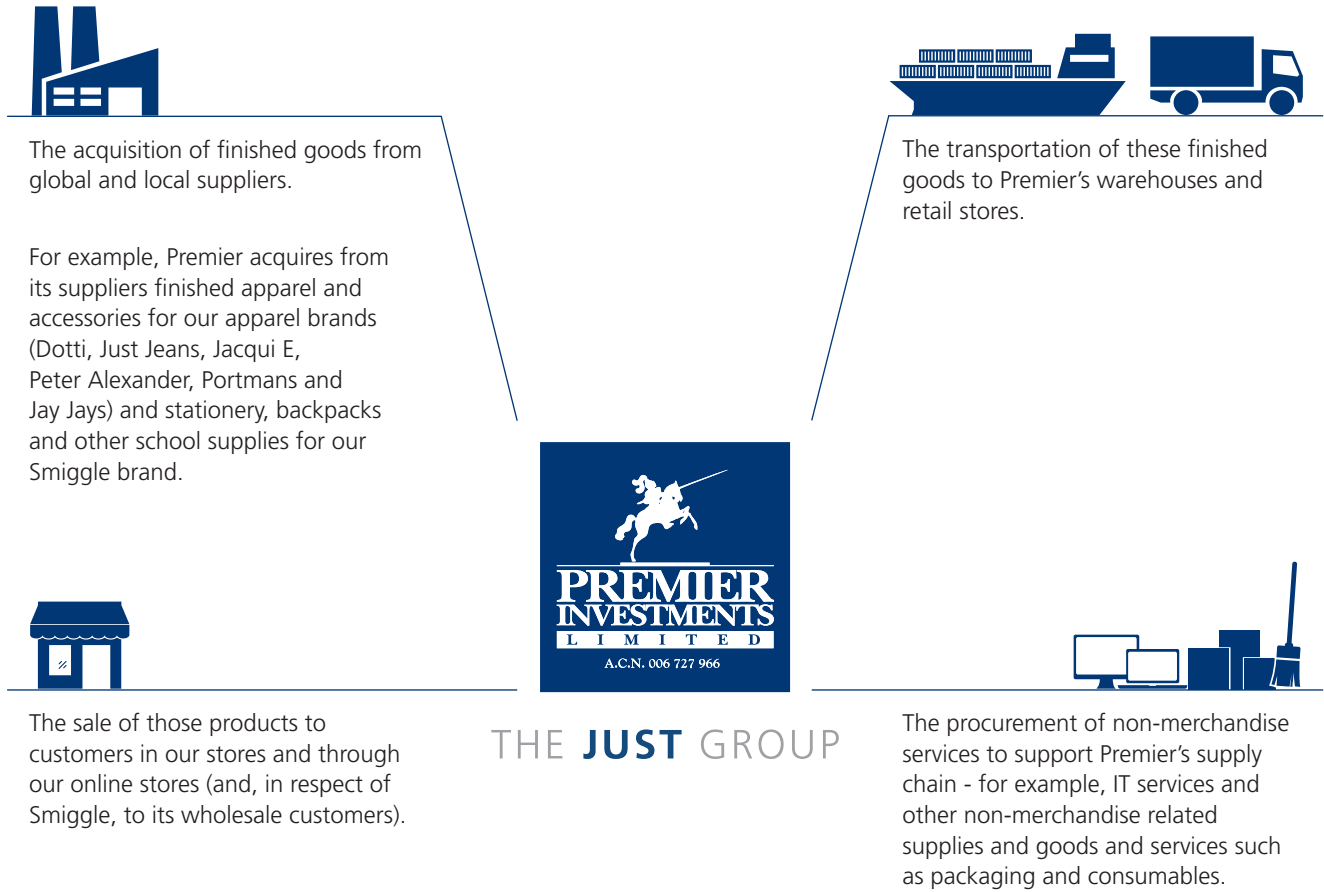 The acquisition of finished goods from
global and local suppliers.
For example, Premier acquires from
its suppliers finished apparel and
accessories for our apparel brands
(Dotti, Just Jeans, Jacqui E,
Peter Alexander, Portmans and
Jay Jays) and stationery, backpacks
and other school supplies for our
Smiggle brand.
The transportation of these finished
goods to Premier’s warehouses and
retail stores.
PREMIER
INVESTMENTS
LIMITED
A.C.N. 006 727 966
THE JUST GROUP
The sale of those products to
customers in our stores and through
our online stores (and, in respect of
Smiggle, to its wholesale customers).
The procurement of non-merchandise
services to support Premier’s supply
chain - for example, IT services and
other non-merchandise related
supplies and goods and services such
as packaging and consumables.